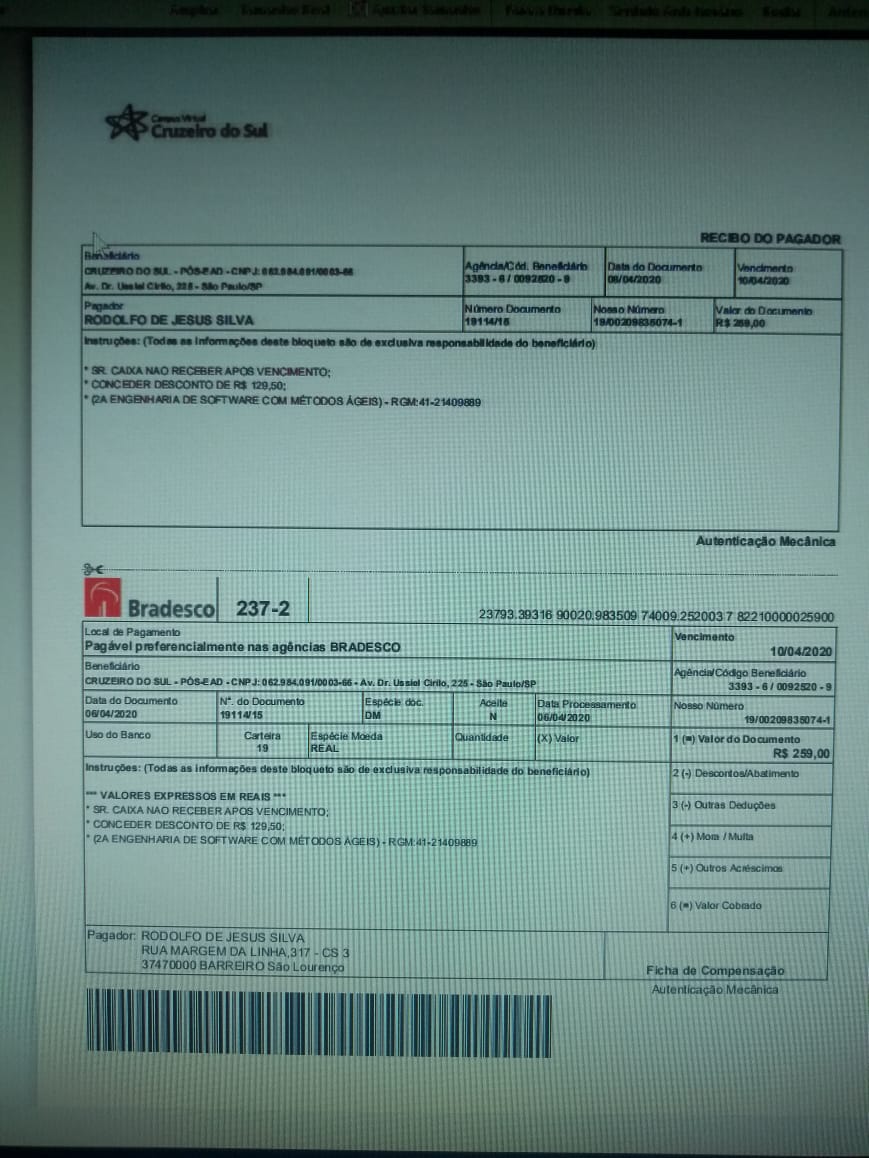 Campus Virtual
Cruzeiro do Sul
RECIBO DO PAGADOR
Beneficiário
CRUZEIRO DO SUL - PÓS-EAD - CNPJ: 062.984.091/0003-66
Av. Dr. Ussiel Cirilo, 225 - São Paulo/SP
Agência/Cód. Beneficiário
3393 - 6 / 0092520 - 9
Data do Documento
06/04/2020
Vencimento
10/04/2020
Pagador
RODOLFO DE JESUS SILVA
Número Documento
19114/15
Nosso Número
19/00209835074-1
Valor do Documento
R$ 259,00
Instruções: (Todas as informações deste bloqueto são de exclusiva responsabilidade do beneficiário)
* SR. CAIXA NAO RECEBER APOS VENCIMENTO;
* CONCEDER DESCONTO DE R$ 129,50;
* (2A ENGENHARIA DE SOFTWARE COM MÉTODOS ÁGEIS) - RGM:41-21409889
Autenticação Mecânica
Bradesco 237-2 23793.39316 90020.983509 74009.252003 7 82210000025900
Local de Pagamento
Pagável preferencialmente nas agências BRADESCO
Vencimento
10/04/2020
Beneficiário
CRUZEIRO DO SUL - PÓS-EAD - CNPJ: 062.984.091/0003-66 - Av. Dr. Ussiel Cirilo, 225 - São Paulo/SP
Agência/Código Beneficiário
3393 - 6 / 0092520 - 9
Data do Documento
06/04/2020
Nº. do Documento
19114/15
Espécie doc.
DM
Aceite
N
Data Processamento
06/04/2020
Nosso Número
19/00209835074-1
Uso do Banco
Carteira
19
Espécie Moeda
REAL
Quantidade
(X) Valor
1 (=) Valor do Documento
R$ 259,00
Instruções: (Todas as informações deste bloqueto são de exclusiva responsabilidade do beneficiário)
*** VALORES EXPRESSOS EM REAIS ***
* SR. CAIXA NAO RECEBER APOS VENCIMENTO;
* CONCEDER DESCONTO DE R$ 129,50;
* (2A ENGENHARIA DE SOFTWARE COM MÉTODOS ÁGEIS) - RGM:41-21409889
2 (-) Descontos/Abatimento
3 (-) Outras Deduções
4 (+) Mora / Multa
5 (+) Outros Acréscimos
6 (=) Valor Cobrado
Pagador: RODOLFO DE JESUS SILVA
RUA MARGEM DA LINHA,317 - CS 3
37470000 BARREIRO São Lourenço
Ficha de Compensação
Autenticação Mecânica